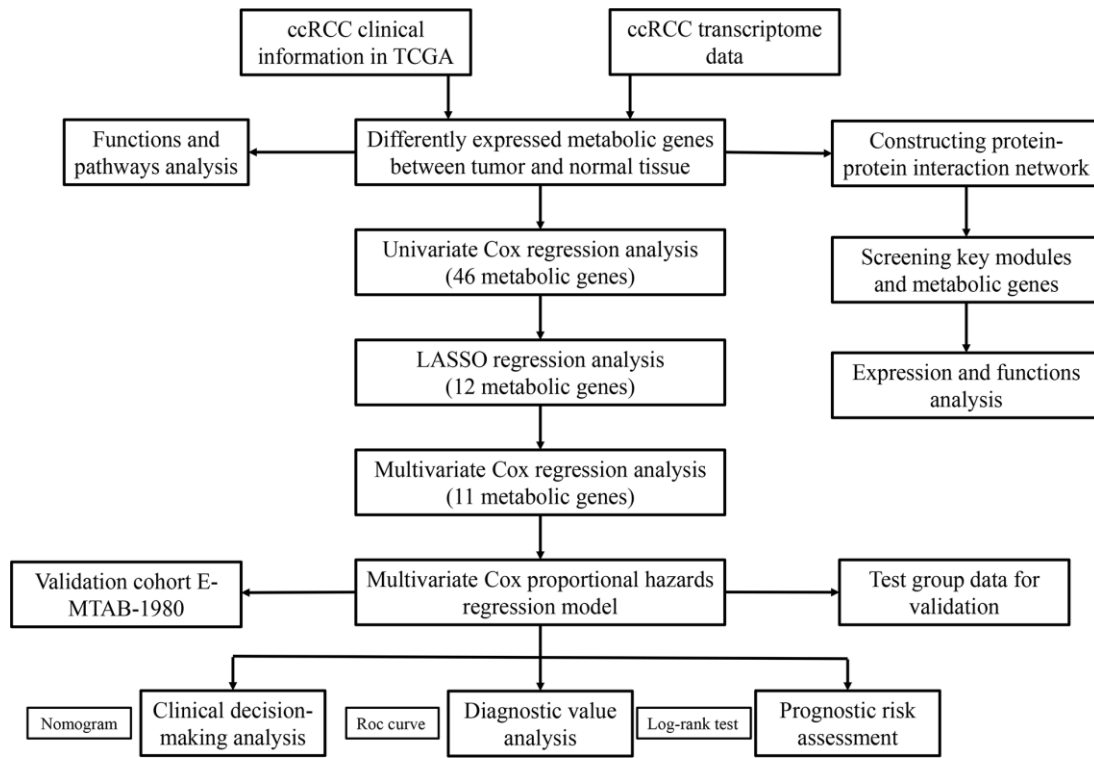 ccRCC clinical
information in TCGA
ccRCC transcriptome
data
Functions and
pathways analysis
Differently expressed metabolic genes
between tumor and normal tissue
Constructing protein-
protein interaction network
Univariate Cox regression analysis
(46 metabolic genes)
Screening key modules
and metabolic genes
LASSO regression analysis
(12 metabolic genes)
Expression and functions
analysis
Multivariate Cox regression analysis
(11 metabolic genes)
Validation cohort E-
MTAB-1980
Multivariate Cox proportional hazards
regression model
Test group data for
validation
Nomogram
Clinical decision-
making analysis
Roc curve
Diagnostic value
analysis
Log-rank test
Prognostic risk
assessment